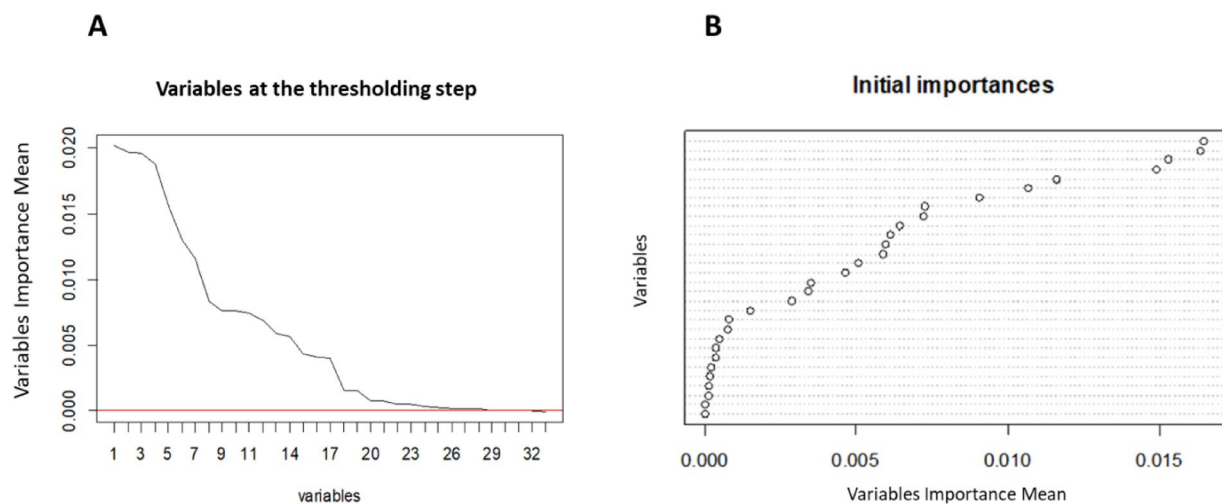 A
Variables at the thresholding step
Variables Importance Mean
0.020
0.015
0.010
0.005
0.000
1 3 5 7 9 11 14 17 20 23 26 29 32
variables
B
Initial importances
Variables
0.000 0.005 0.010 0.015
Variables Importance Mean